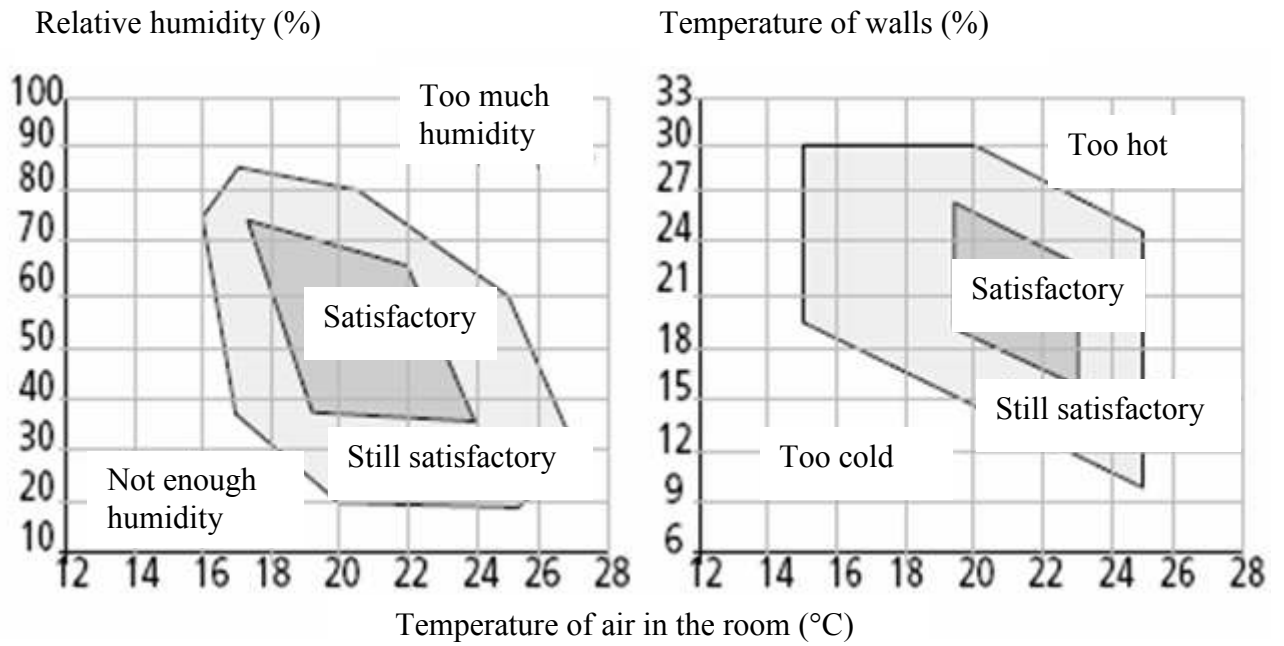 Relative humidity (%)
Temperature of walls (%)
100
90
80
70
60
50
40
30
20
10
Too much
humidity
Satisfactory
Still satisfactory
Not enough
humidity
12 14 16 18 20 22 24 26 28
33
30
27
24
21
18
15
12
9
6
Too hot
Satisfactory
Still satisfactory
Too cold
12 14 16 18 20 22 24 26 28
Temperature of air in the room (°C)